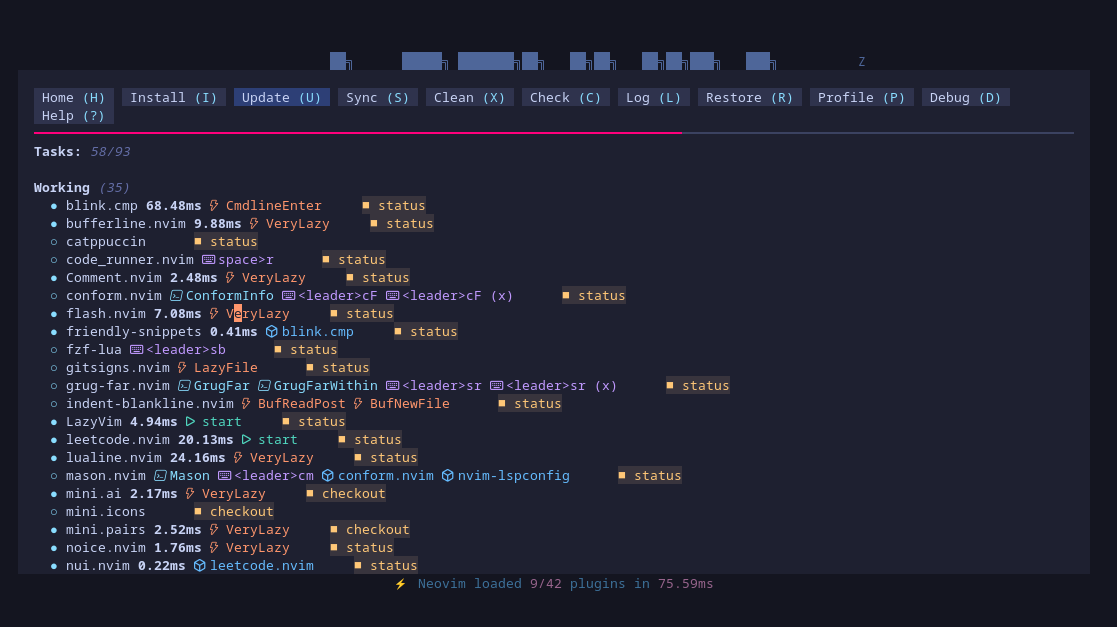 Z
Home (H) Install (I) Update (U) Sync (S) Clean (X) Check (C) Log (L) Restore (R) Profile (P) Debug (D)
Help (?)
Tasks: 58/93
Working (35)
● blink.cmp 68.48ms CmdlineEnter ■ status
● bufferline.nvim 9.88ms VeryLazy ■ status
○ catppuccin ■ status
○ code_runner.nvim space>r ■ status
● Comment.nvim 2.48ms VeryLazy ■ status
○ conform.nvim ConformInfo <leader>cF <leader>cF (x) ■ status
● flash.nvim 7.08ms VeryLazy ■ status
● friendly-snippets 0.41ms blink.cmp ■ status
○ fzf-lua <leader>sb ■ status
○ gitsigns.nvim LazyFile ■ status
○ grug-far.nvim GrugFar GrugFarWithin <leader>sr <leader>sr (x) ■ status
○ indent-blankline.nvim BufReadPost BufNewFile ■ status
● LazyVim 4.94ms start ■ status
● leetcode.nvim 20.13ms start ■ status
● lualine.nvim 24.16ms VeryLazy ■ status
○ mason.nvim Mason <leader>cm conform.nvim nvim-lspconfig ■ status
● mini.ai 2.17ms VeryLazy ■ checkout
○ mini.icons ■ checkout
● mini.pairs 2.52ms VeryLazy ■ checkout
● noice.nvim 1.76ms VeryLazy ■ status
● nui.nvim 0.22ms leetcode.nvim ■ status
⚡ Neovim loaded 9/42 plugins in 75.59ms